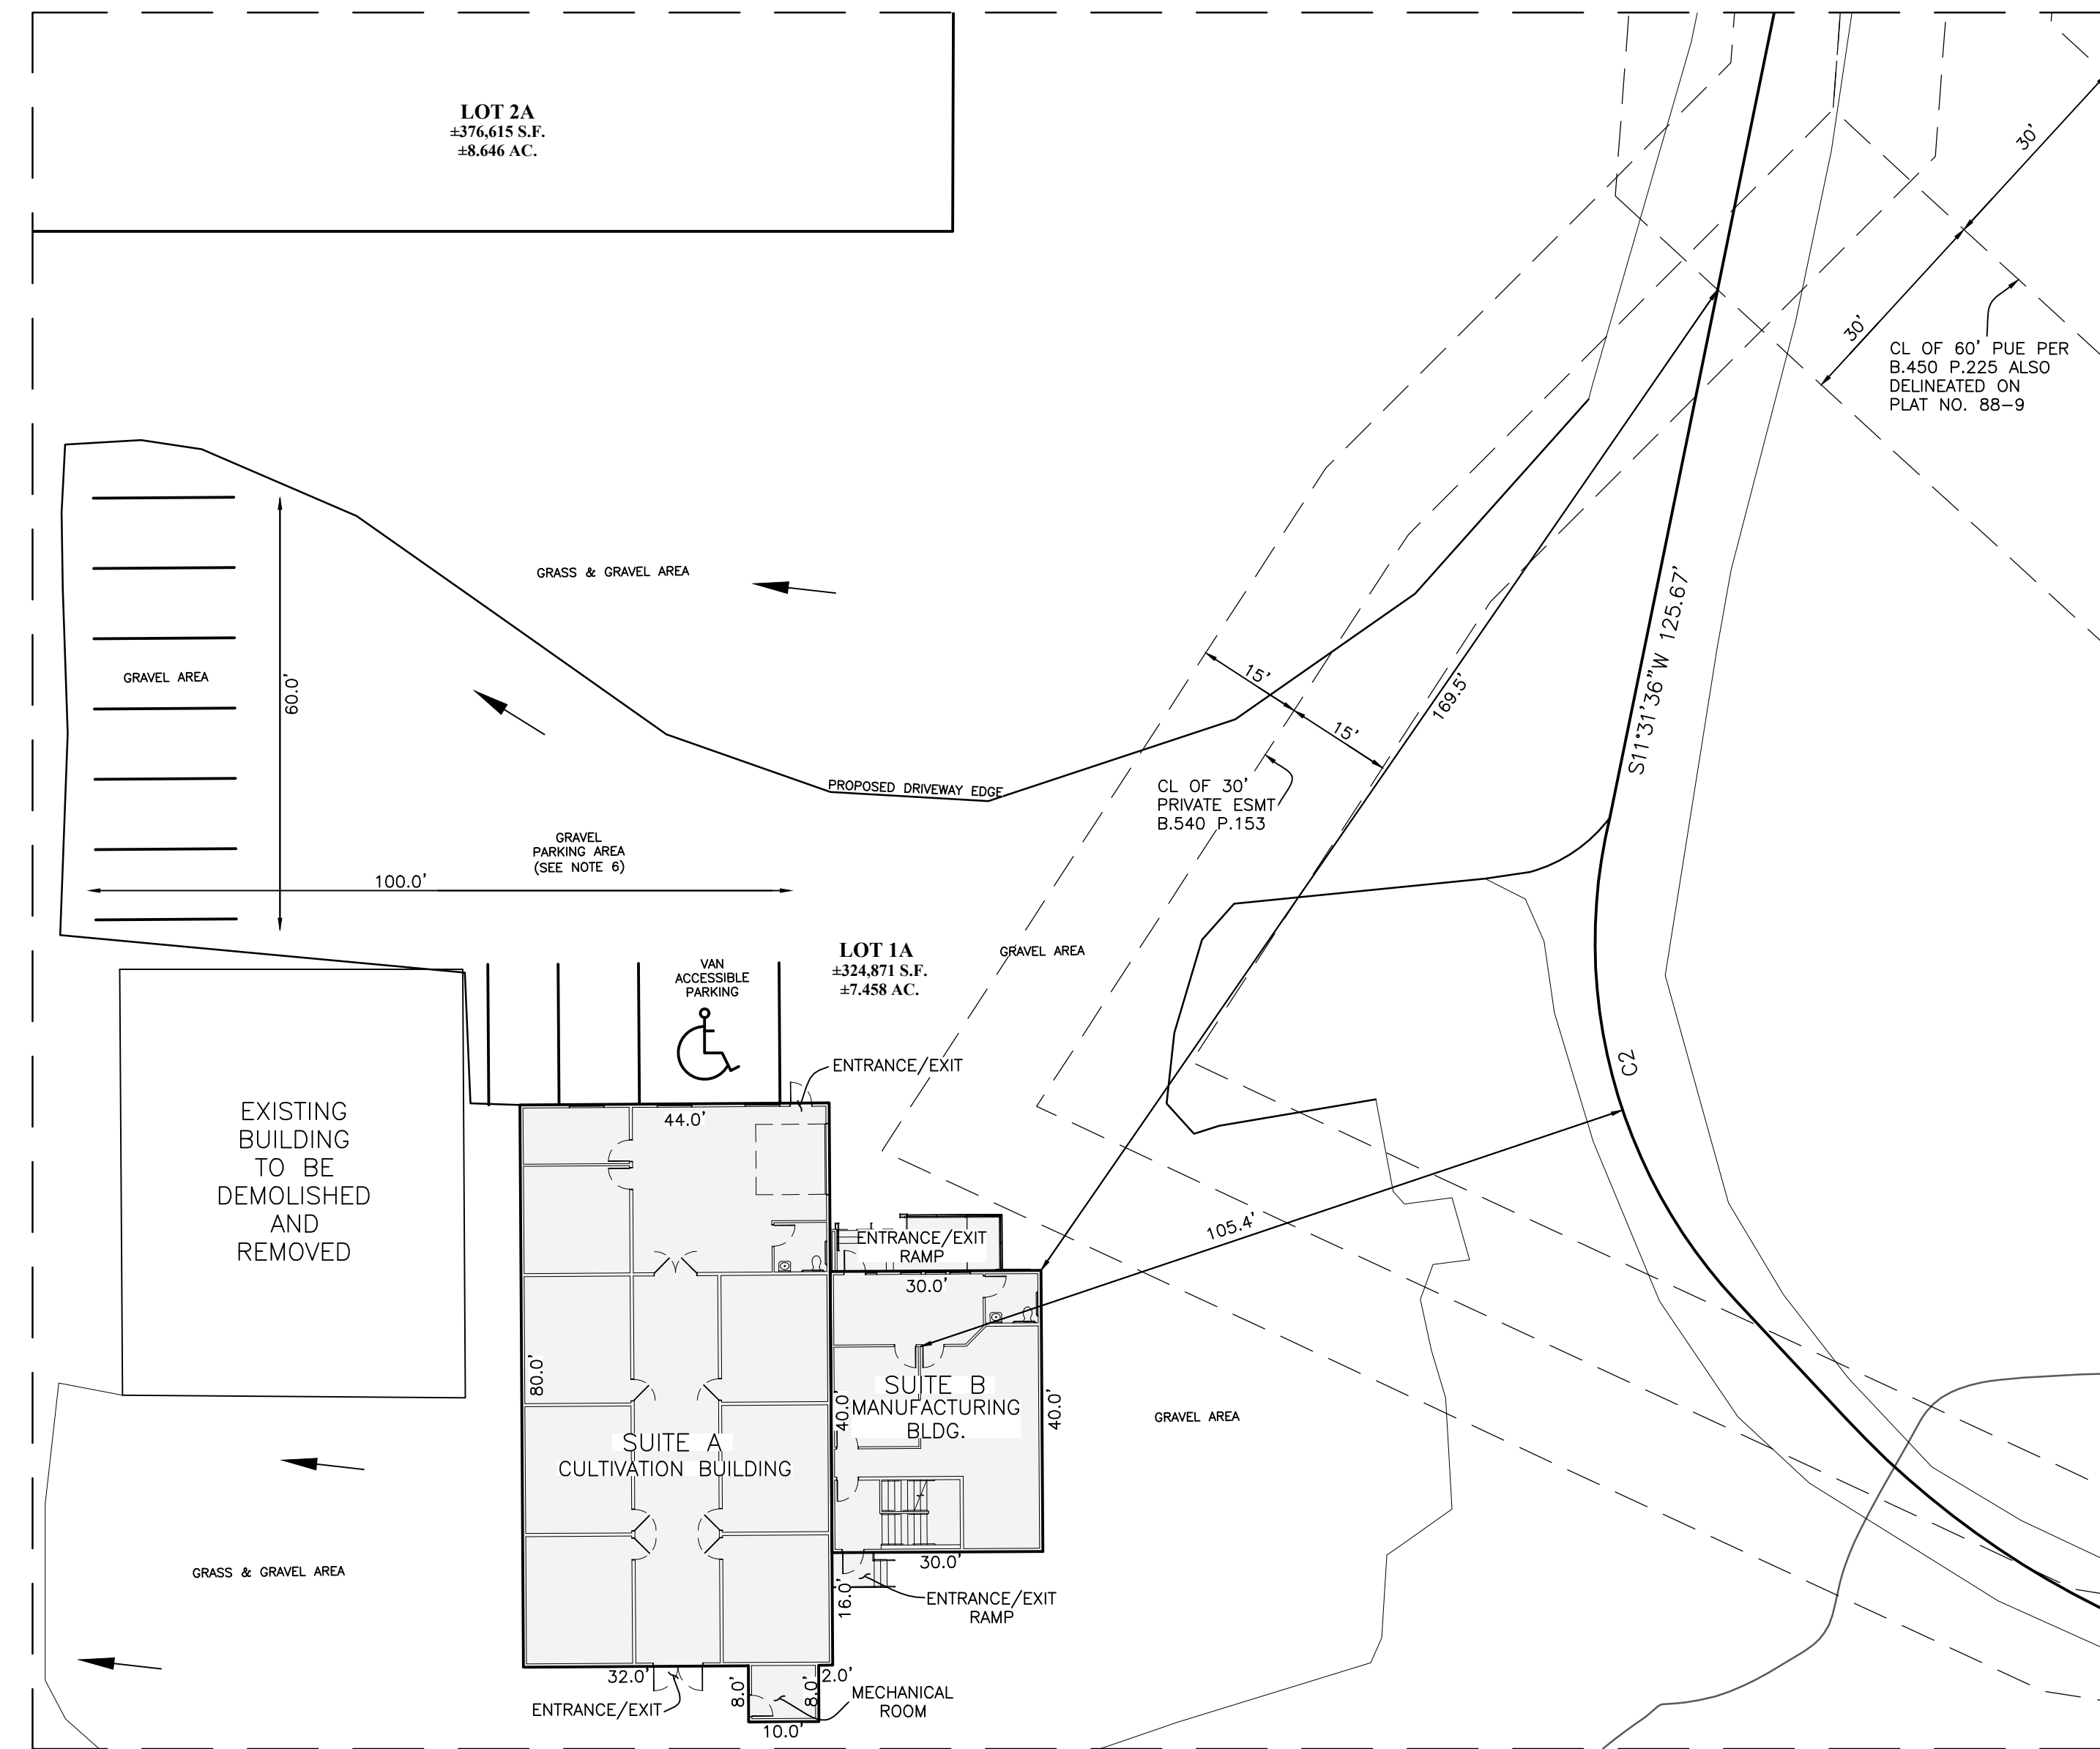 LOT 2A
±376,615 S.F.
±8.646 AC.
30'
30'
CL OF 60' PUE PER
B.450 P.225 ALSO
DELINEATED ON
PLAT NO. 88-9
GRASS & GRAVEL AREA
S11°31'36"W 125.67'
GRAVEL AREA
60.0'
15'
15'
169.5'
PROPOSED DRIVEWAY EDGE
CL OF 30'
PRIVATE ESMT
B.540 P.153
GRAVEL
PARKING AREA
(SEE NOTE 6)
100.0'
LOT 1A
±324,871 S.F.
±7.458 AC.
GRAVEL AREA
VAN
ACCESSIBLE
PARKING
ENTRANCE/EXIT
C2
EXISTING
BUILDING
TO BE
DEMOLISHED
AND
REMOVED
44.0'
105.4'
ENTRANCE/EXIT
RAMP
30.0'
80.0'
SUITE B
MANUFACTURING
BLDG.
40.0'
40.0'
GRAVEL AREA
SUITE A
CULTIVATION BUILDING
30.0'
16.0'
ENTRANCE/EXIT
RAMP
GRASS & GRAVEL AREA
32.0'
8.0'
8.0'
2.0'
MECHANICAL
ROOM
ENTRANCE/EXIT
10.0'